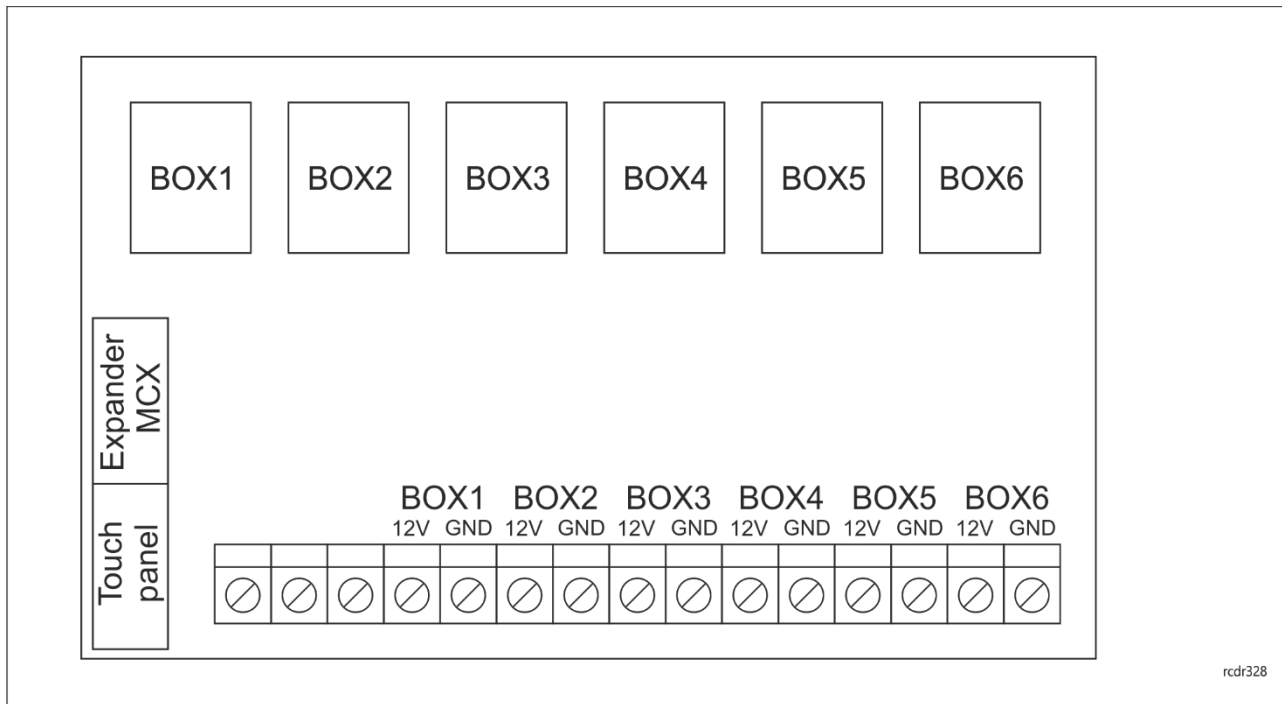 BOX1 BOX2 BOX3 BOX4 BOX5 BOX6
Expander
MCX
Touch
panel
BOX1 BOX2 BOX3 BOX4 BOX5 BOX6
12V GND 12V GND 12V GND 12V GND 12V GND 12V GND
rcdr328